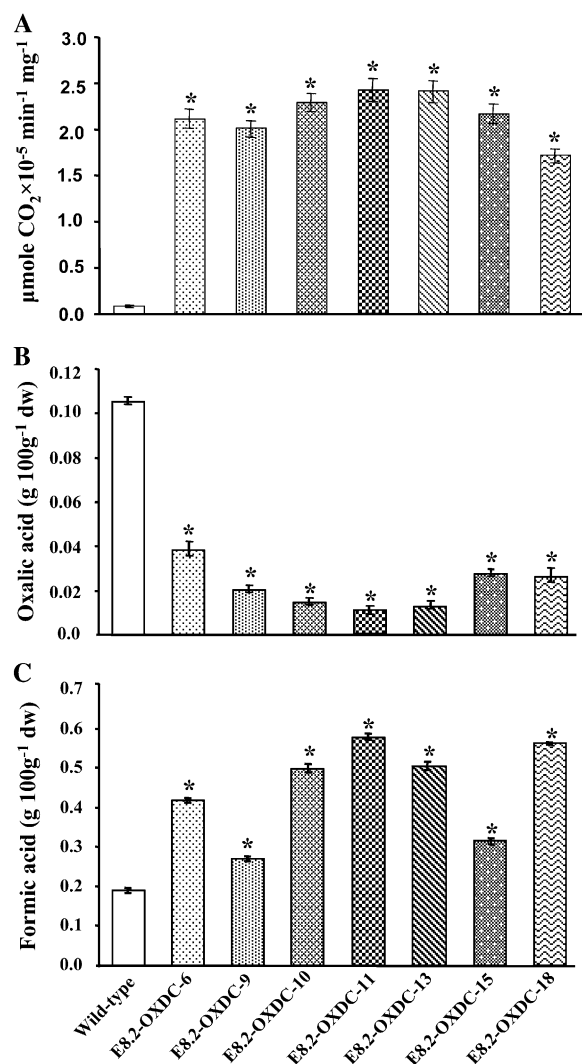 A
µmole CO₂×10⁻⁵ min⁻¹ mg⁻¹
3.0
2.5
2.0
1.5
1.0
0.5
0.0
* * * * * * *
B
Oxalic acid (g 100g⁻¹ dw)
0.12
0.10
0.08
0.06
0.04
0.02
0.0
* * * * * * *
C
Formic acid (g 100g⁻¹ dw)
0.7
0.6
0.5
0.4
0.3
0.2
0.1
0.0
* * * * * * *
Wild-type
E8.2-OXDC-6
E8.2-OXDC-9
E8.2-OXDC-10
E8.2-OXDC-11
E8.2-OXDC-13
E8.2-OXDC-15
E8.2-OXDC-18